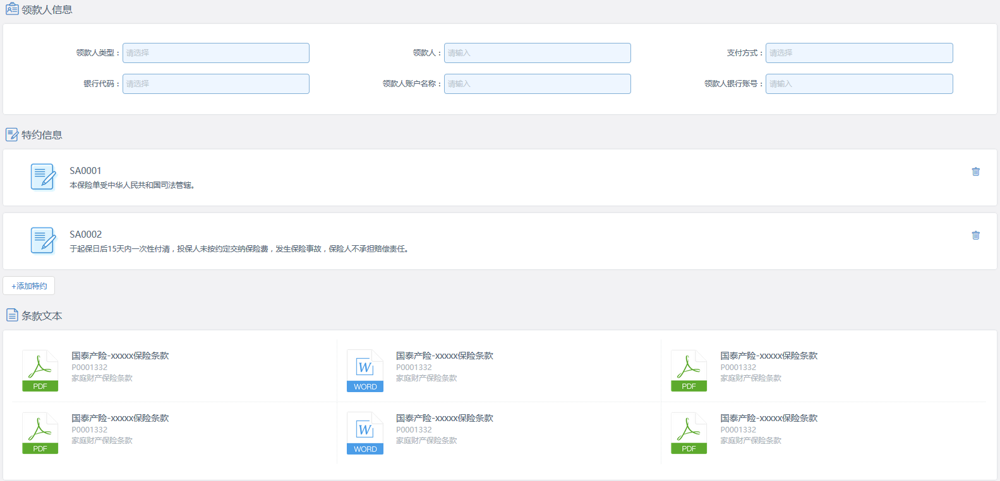 领款人信息
领款人类型：
请选择
领款人：
请输入
支付方式：
请选择
银行代码：
请选择
领款人账户名称：
请输入
领款人银行账号：
请输入
特约信息
SA0001
本保险单受中华人民共和国司法管辖。
SA0002
于起保日后15天内一次性付清，投保人未按约定交纳保险费，发生保险事故，保险人不承担赔偿责任。
+添加特约
条款文本
PDF
国泰产险-xxxxx保险条款
P0001332
家庭财产保险条款
W
WORD
国泰产险-xxxxx保险条款
P0001332
家庭财产保险条款
PDF
国泰产险-xxxxx保险条款
P0001332
家庭财产保险条款
PDF
国泰产险-xxxxx保险条款
P0001332
家庭财产保险条款
W
WORD
国泰产险-xxxxx保险条款
P0001332
家庭财产保险条款
PDF
国泰产险-xxxxx保险条款
P0001332
家庭财产保险条款